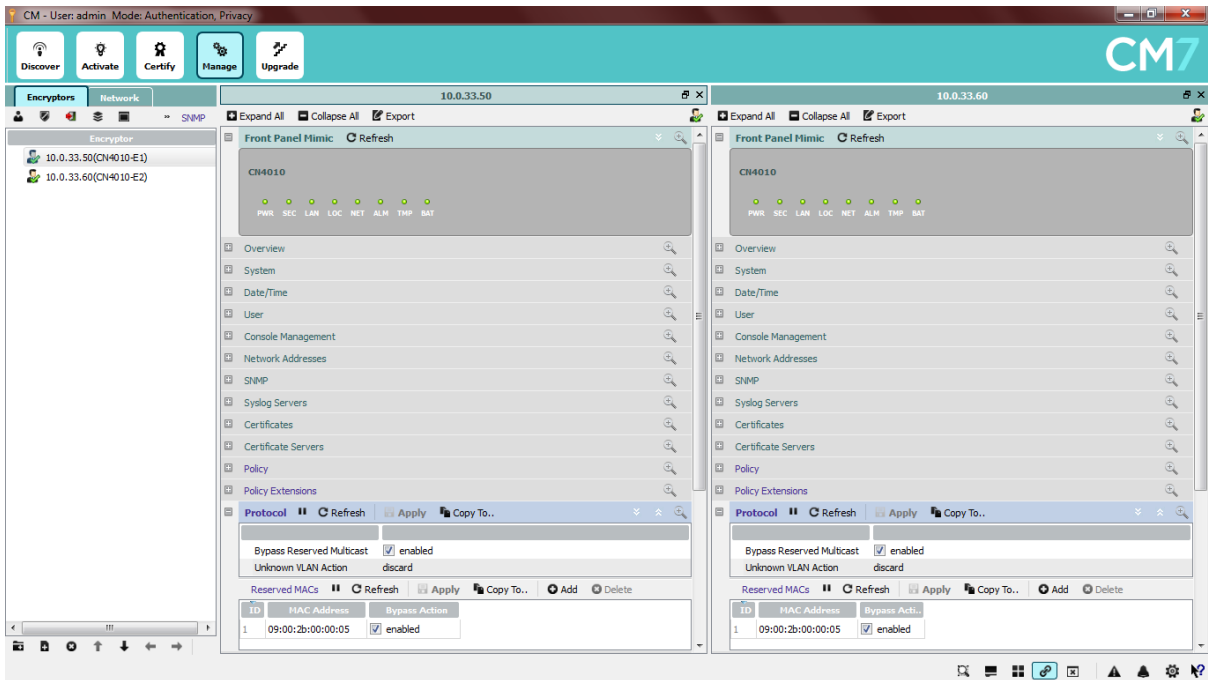 CM - User: admin Mode: Authentication, Privacy
Discover Activate Certify Manage Upgrade
CM7
Encryptors Network
» SNMP
Encryptor
10.0.33.50(CN4010-E1)
10.0.33.60(CN4010-E2)
10.0.33.50
Expand All Collapse All Export
Front Panel Mimic Refresh
CN4010
PWR SEC LAN LOC NET ALM TMP BAT
Overview
System
Date/Time
User
Console Management
Network Addresses
SNMP
Syslog Servers
Certificates
Certificate Servers
Policy
Policy Extensions
Protocol Refresh Apply Copy To..
Bypass Reserved Multicast enabled
Unknown VLAN Action discard
Reserved MACs Refresh Apply Copy To.. Add Delete
ID MAC Address Bypass Action
1 09:00:2b:00:00:05 enabled
10.0.33.60
Expand All Collapse All Export
Front Panel Mimic Refresh
CN4010
PWR SEC LAN LOC NET ALM TMP BAT
Overview
System
Date/Time
User
Console Management
Network Addresses
SNMP
Syslog Servers
Certificates
Certificate Servers
Policy
Policy Extensions
Protocol Refresh Apply Copy To..
Bypass Reserved Multicast enabled
Unknown VLAN Action discard
Reserved MACs Refresh Apply Copy To.. Add Delete
ID MAC Address Bypass Acti..
1 09:00:2b:00:00:05 enabled